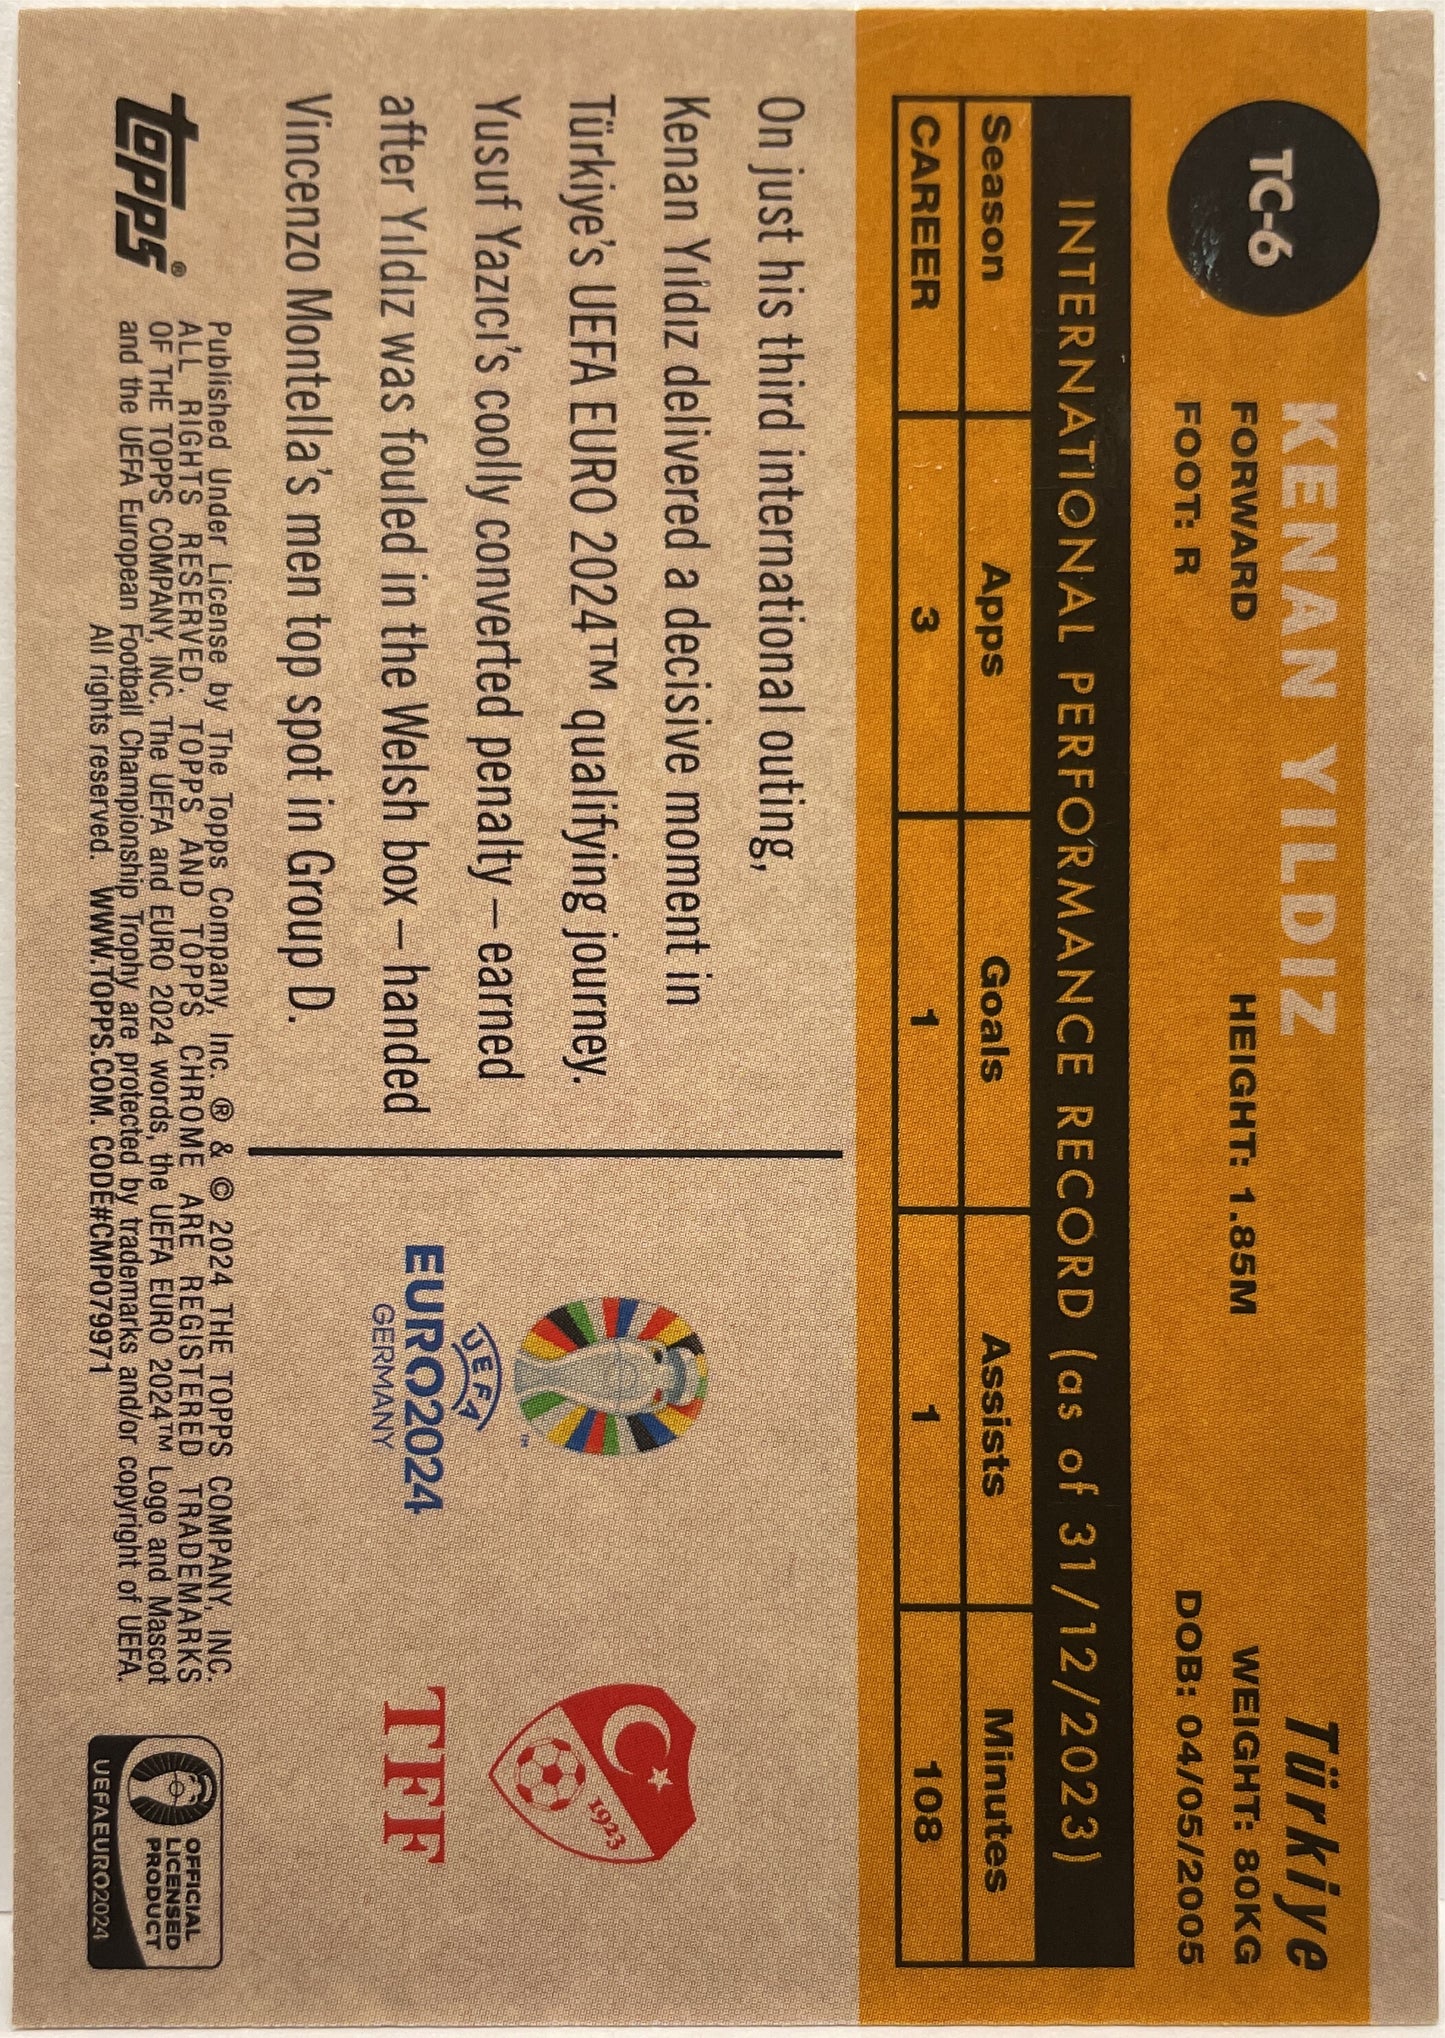 TC-6
KENAN YILDIZ
Türkiye
FORWARD
HEIGHT: 1.85M
WEIGHT: 80KG
FOOT: R
DOB: 04/05/2005
INTERNATIONAL PERFORMANCE RECORD (as of 31/12/2023)
Season Apps Goals Assists Minutes
CAREER 3 1 1 108
On just his third international outing,
Kenan Yıldız delivered a decisive moment in
Türkiye's UEFA EURO 2024™ qualifying journey.
Yusuf Yazıcı's coolly converted penalty – earned
after Yıldız was fouled in the Welsh box – handed
Vincenzo Montella's men top spot in Group D.
™
UEFA
EURO2024
GERMANY
1923
TFF
topps®
Published Under License by The Topps Company, Inc. ® & © 2024 THE TOPPS COMPANY, INC.
ALL RIGHTS RESERVED. TOPPS AND TOPPS CHROME ARE REGISTERED TRADEMARKS
OF THE TOPPS COMPANY, INC. The UEFA and EURO 2024 words, the UEFA EURO 2024™ Logo and Mascot
and the UEFA European Football Championship Trophy are protected by trademarks and/or copyright of UEFA.
All rights reserved. WWW.TOPPS.COM. CODE#CMP079971
OFFICIAL
LICENSED
PRODUCT
UEFAEURO2024